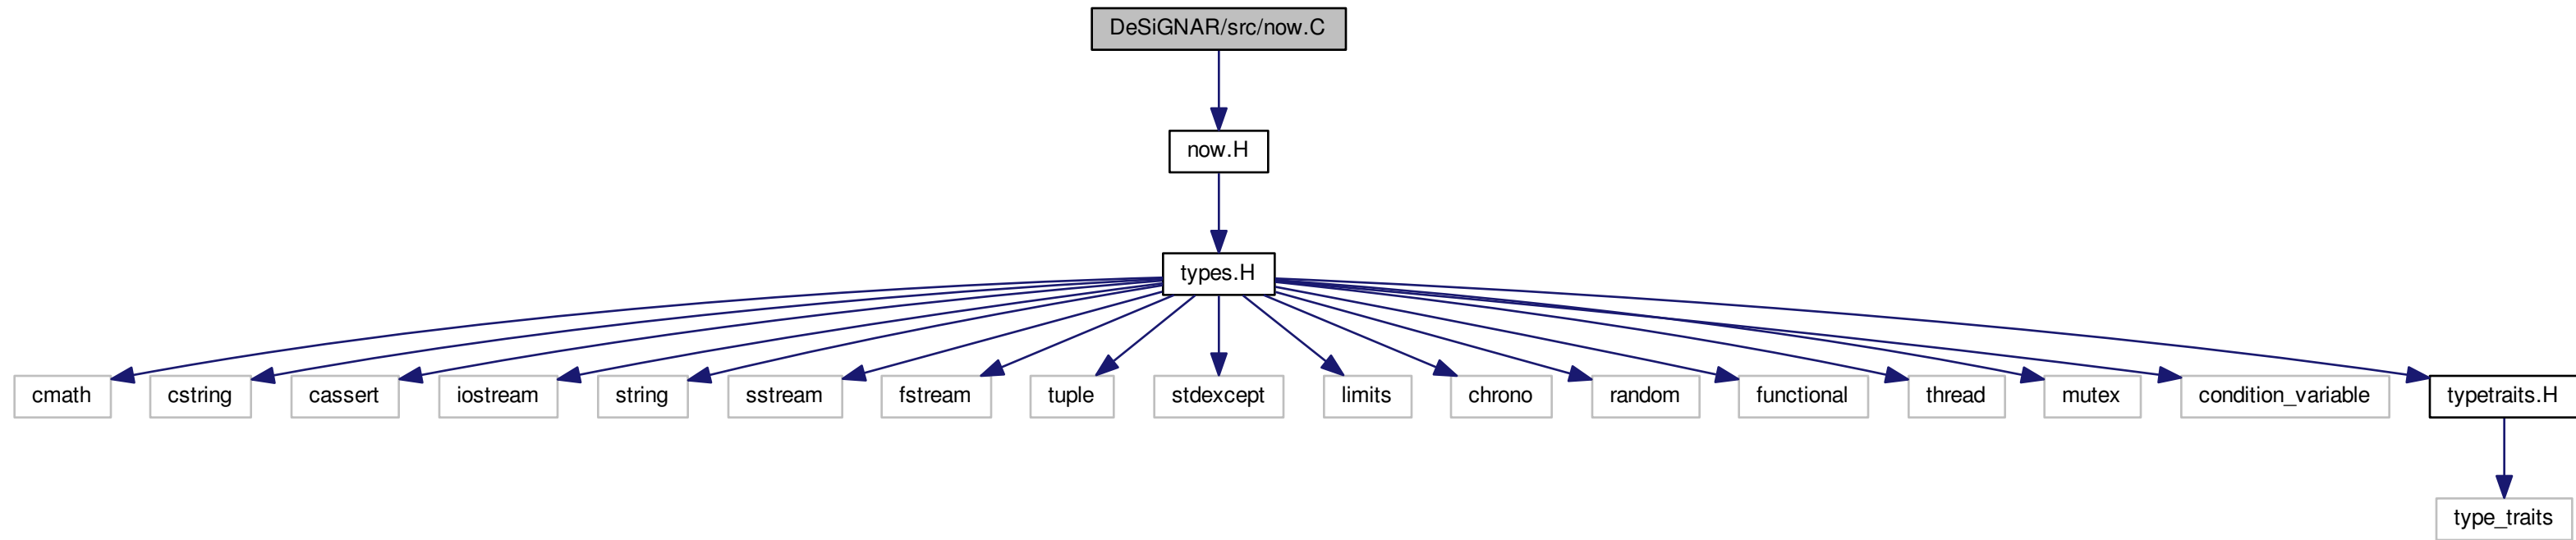 DeSiGNAR/src/now.C
now.H
types.H
cmath
cstring
cassert
iostream
string
sstream
fstream
tuple
stdexcept
limits
chrono
random
functional
thread
mutex
condition_variable
typetraits.H
type_traits